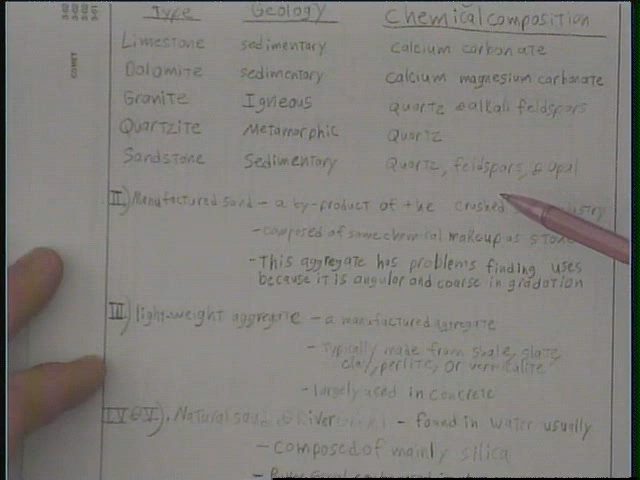 Type Geology Chemical composition
Limestone sedimentary calcium carbonate
Dolomite sedimentary calcium magnesium carbonate
Granite Igneous quartz & alkali feldspars
Quartzite Metamorphic Quartz
Sandstone Sedimentary Quartz, feldspars, & opal
II) Manufactured sand - a by-product of the crushed
- composed of same chemical makeup as stone
- This aggregate has problems finding uses
because it is angular and coarse in gradation
III) light-weight aggregate - a manufactured agregate
- typically made from shale, slate,
clay, perlite, or vermiculite
- largely used in concrete
IV & V). Natural sand & River - found in water usually
- composed of mainly silica
COMET